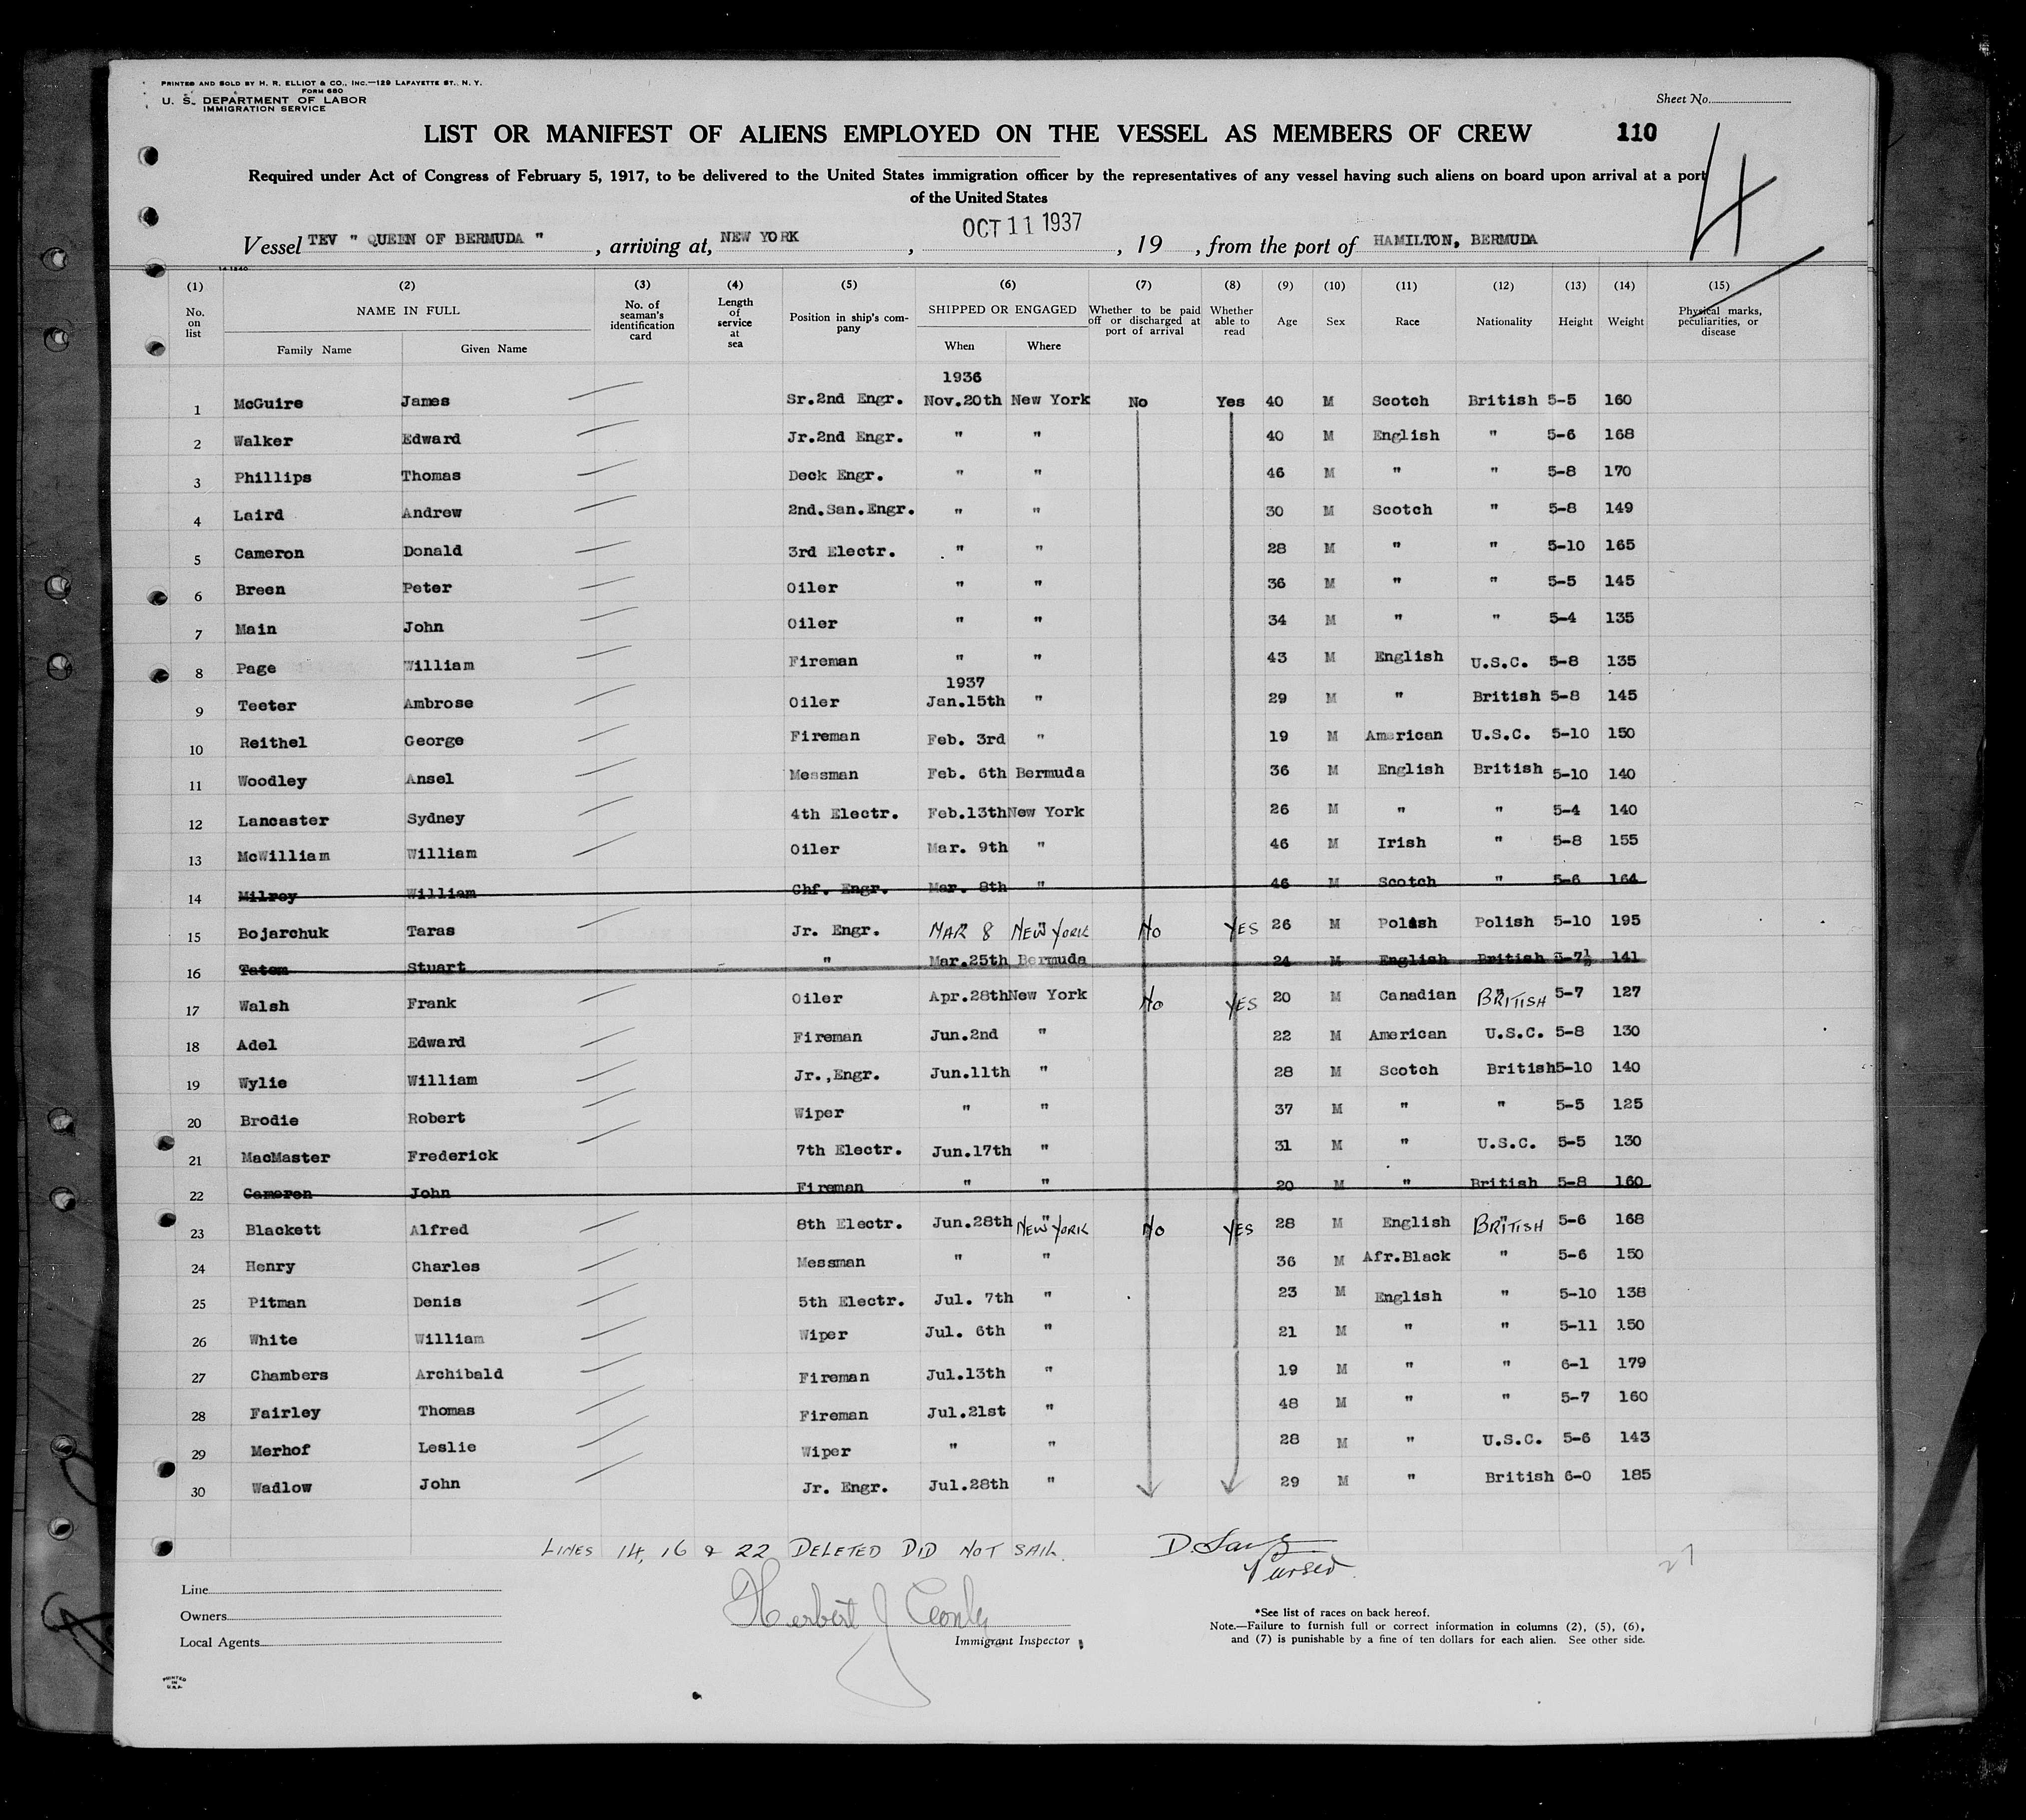 PRINTED AND SOLD BY H. R. ELLIOT & CO., INC.—129 LAFAYETTE ST., N. Y.
FORM 680
U. S. DEPARTMENT OF LABOR
IMMIGRATION SERVICE
Sheet No.
LIST OR MANIFEST OF ALIENS EMPLOYED ON THE VESSEL AS MEMBERS OF CREW 110
4
Required under Act of Congress of February 5, 1917, to be delivered to the United States immigration officer by the representatives of any vessel having such aliens on board upon arrival at a port
of the United States
Vessel TEV " QUEEN OF BERMUDA " , arriving at, NEW YORK , OCT 11 1937 , 19 , from the port of HAMILTON, BERMUDA
14-1240
(1) (2) (3) (4) (5) (6) (7) (8) (9) (10) (11) (12) (13) (14) (15)
No. on list NAME IN FULL Family Name Given Name No. of seaman's identification card Length of service at sea Position in ship's company SHIPPED OR ENGAGED When Where Whether to be paid off or discharged at port of arrival Whether able to read Age Sex Race Nationality Height Weight Physical marks, peculiarities, or disease
1936
1 McGuire James Sr.2nd Engr. Nov.20th New York No Yes 40 M Scotch British 5-5 160
2 Walker Edward Jr.2nd Engr. " " 40 M English " 5-6 168
3 Phillips Thomas Deck Engr. " " 46 M " " 5-8 170
4 Laird Andrew 2nd.San.Engr. " " 30 M Scotch " 5-8 149
5 Cameron Donald 3rd Electr. " " 28 M " " 5-10 165
6 Breen Peter Oiler " " 36 M " " 5-5 145
7 Main John Oiler " " 34 M " " 5-4 135
8 Page William Fireman " " 43 M English U.S.C. 5-8 135
1937
9 Teeter Ambrose Oiler Jan.15th " 29 M " British 5-8 145
10 Reithel George Fireman Feb. 3rd " 19 M American U.S.C. 5-10 150
11 Woodley Ansel Messman Feb. 6th Bermuda 36 M English British 5-10 140
12 Lancaster Sydney 4th Electr. Feb.13th New York 26 M " " 5-4 140
13 McWilliam William Oiler Mar. 9th " 46 M Irish " 5-8 155
14 Milroy William Chf. Engr. Mar. 8th " 46 M Scotch " 5-6 164
15 Bojarchuk Taras Jr. Engr. MAR 8 NEW YORK No YES 26 M Polish Polish 5-10 195
16 Tatem Stuart " Mar.25th Bermuda 24 M English British 5-7½ 141
17 Walsh Frank Oiler Apr.28th New York No YES 20 M Canadian BRITISH 5-7 127
18 Adel Edward Fireman Jun.2nd " 22 M American U.S.C. 5-8 130
19 Wylie William Jr.,Engr. Jun.11th " 28 M Scotch British 5-10 140
20 Brodie Robert Wiper " " 37 M " " 5-5 125
21 MacMaster Frederick 7th Electr. Jun.17th " 31 M " U.S.C. 5-5 130
22 Cameron John Fireman " " 20 M " British 5-8 160
23 Blackett Alfred 8th Electr. Jun.28th " NEW YORK No YES 28 M English BRITISH 5-6 168
24 Henry Charles Messman " " 36 M Afr.Black " 5-6 150
25 Pitman Denis 5th Electr. Jul. 7th " 23 M English " 5-10 138
26 White William Wiper Jul. 6th " 21 M " " 5-11 150
27 Chambers Archibald Fireman Jul.13th " 19 M " " 6-1 179
28 Fairley Thomas Fireman Jul.21st " 48 M " " 5-7 160
29 Merhof Leslie Wiper " " 28 M " U.S.C. 5-6 143
30 Wadlow John Jr. Engr. Jul.28th " 29 M " British 6-0 185
LINES 14, 16 & 22 DELETED DID NOT SAIL.
Purser.
27
Line
Owners
Local Agents
Herbert J
Immigrant Inspector
*See list of races on back hereof.
Note.—Failure to furnish full or correct information in columns (2), (5), (6),
and (7) is punishable by a fine of ten dollars for each alien. See other side.
PRINTED
IN
U.S.A.